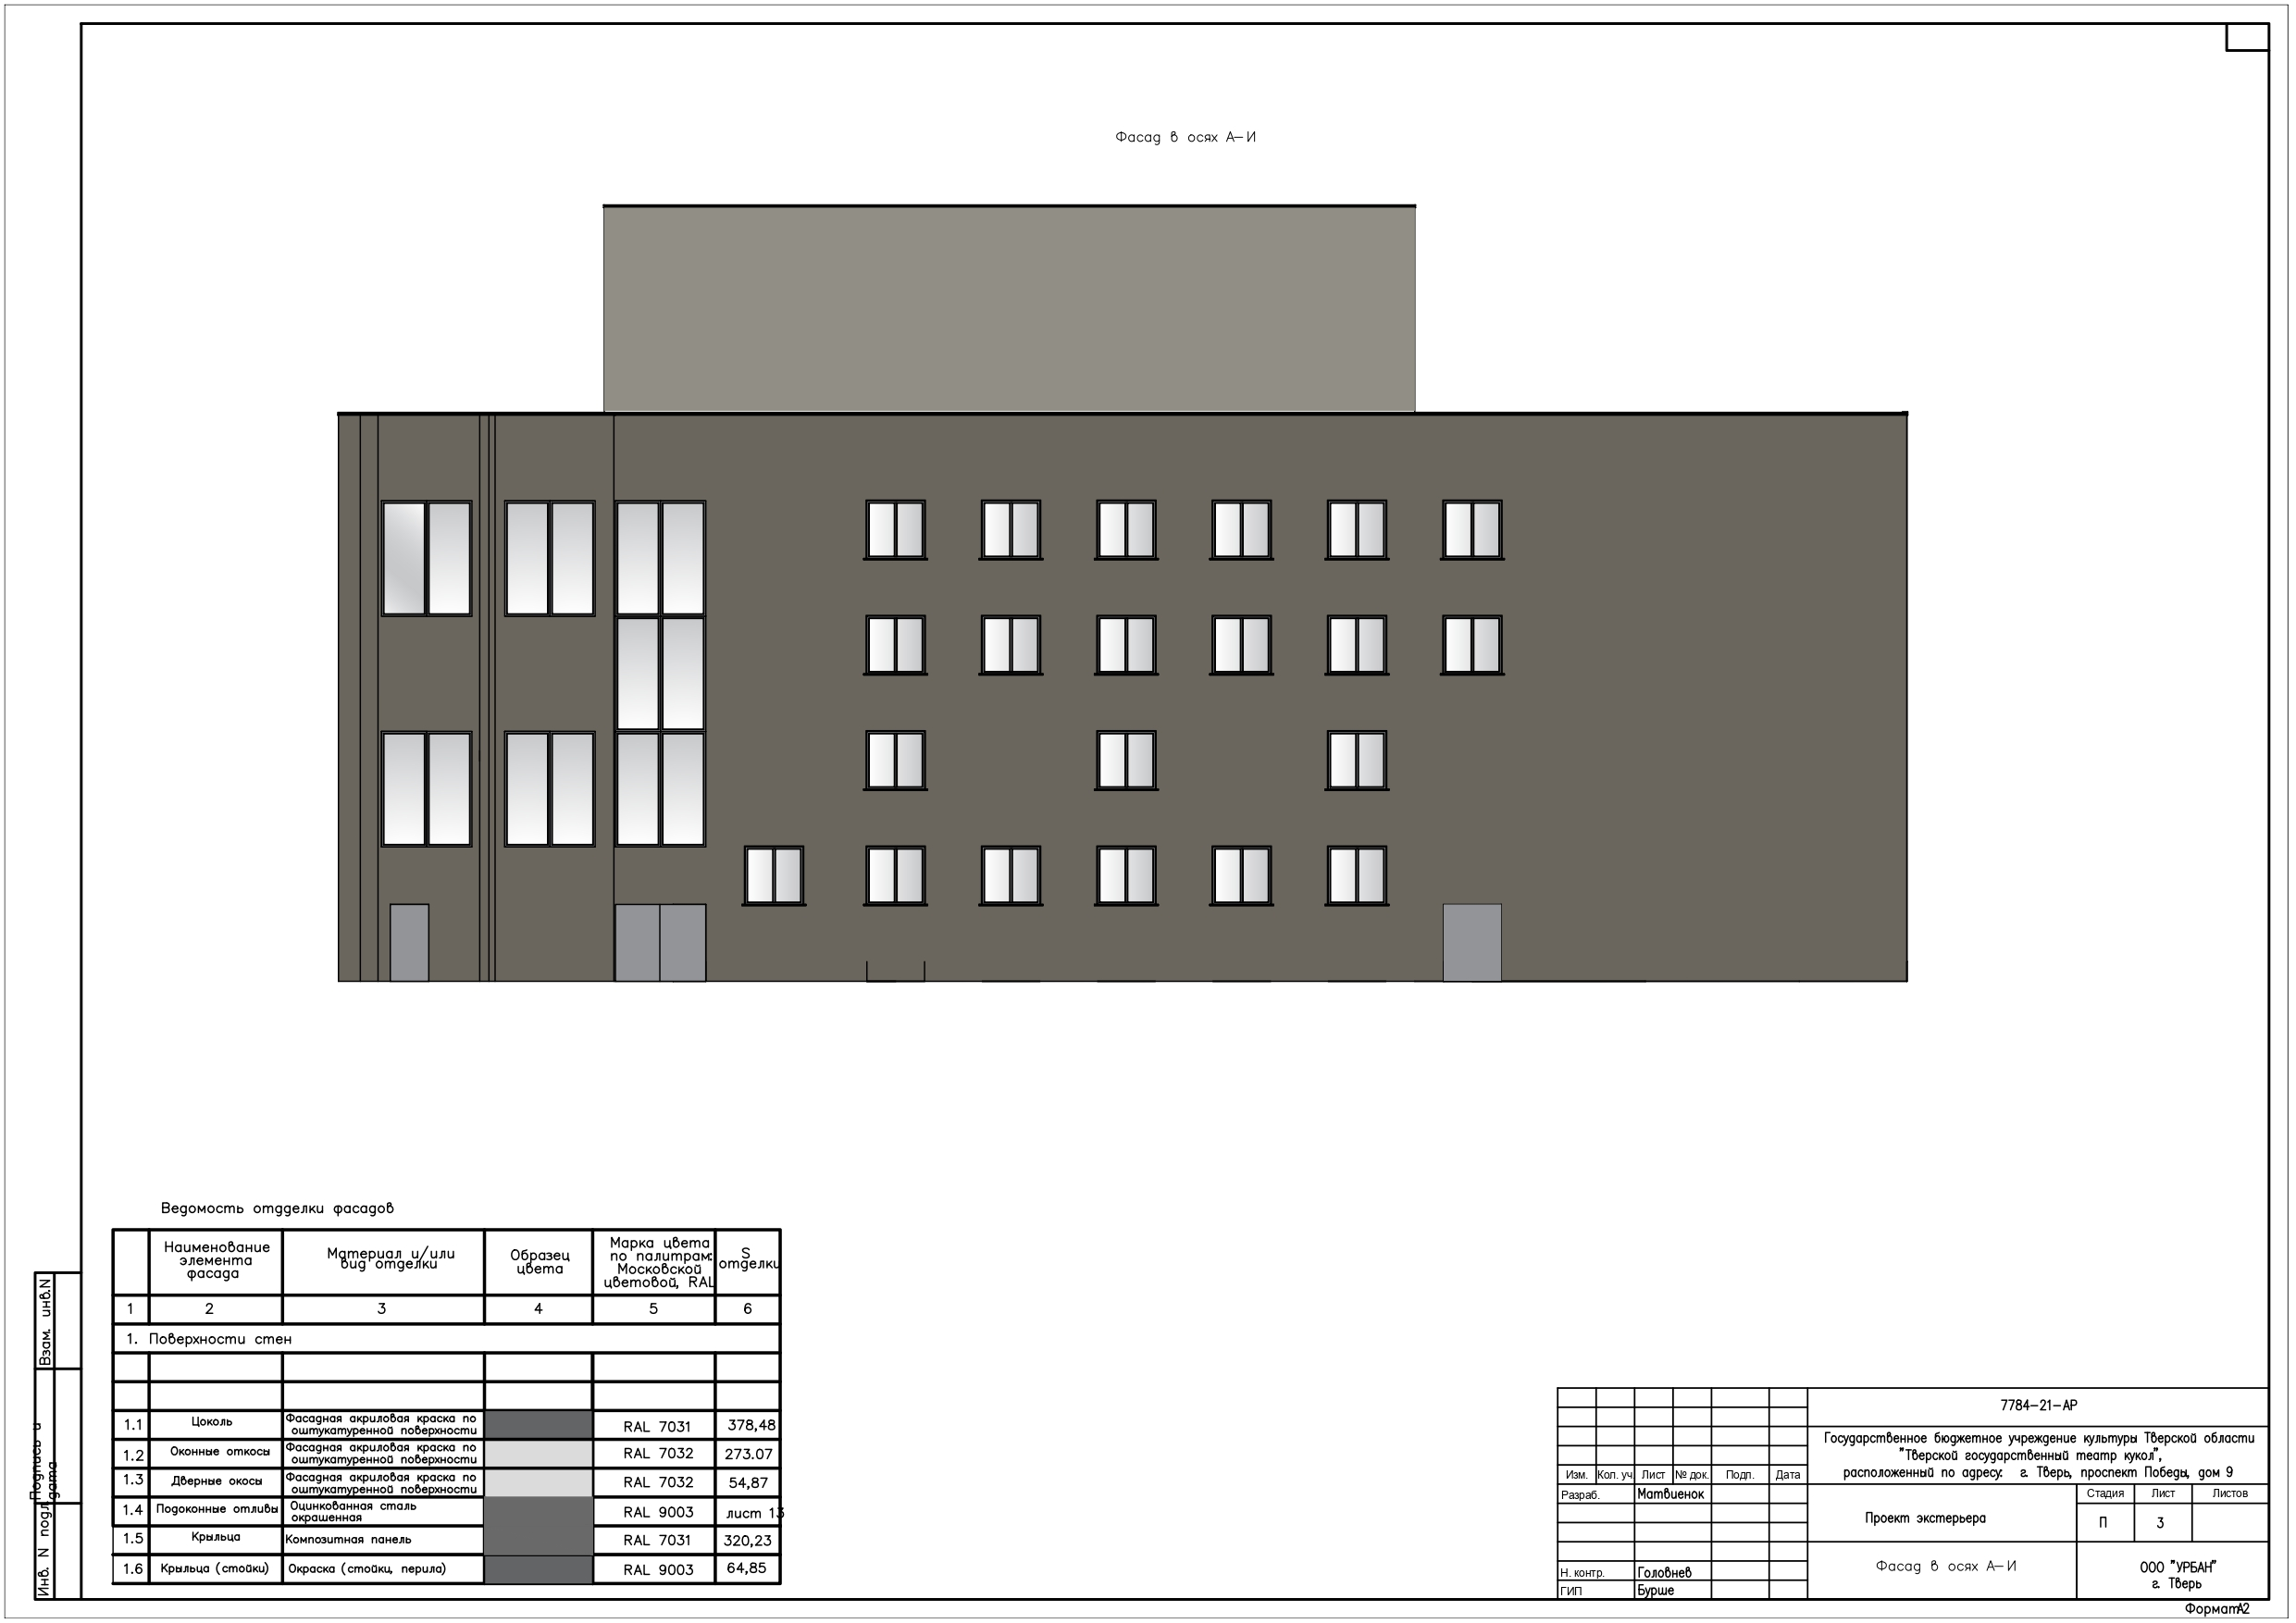 Фасад в осях А-И
Ведомость отдделки фасадов
Наименование
элемента
фасада
Материал и/или
вид отделки
Образец
цвета
Марка цвета
по палитрам:
Московской
цветовой, RAL
S
отделки
1 2 3 4 5 6
1. Поверхности стен
1.1 Цоколь Фасадная акриловая краска по оштукатуренной поверхности RAL 7031 378,48
1.2 Оконные откосы Фасадная акриловая краска по оштукатуренной поверхности RAL 7032 273.07
1.3 Дверные окосы Фасадная акриловая краска по оштукатуренной поверхности RAL 7032 54,87
1.4 Подоконные отливы Оцинкованная сталь окрашенная RAL 9003 лист 13
1.5 Крыльца Композитная панель RAL 7031 320,23
1.6 Крыльца (стойки) Окраска (стойки, перила) RAL 9003 64,85
Взам. инв.N
Подпись и
дата
Инв. N подл.
7784-21-АР
Государственное бюджетное учреждение культуры Тверской области
"Тверской государственный театр кукол",
расположенный по адресу: г. Тверь, проспект Победы, дом 9
Изм. Кол. уч Лист № док. Подп. Дата
Разраб. Матвиенок
Проект экстерьера
Стадия Лист Листов
П 3
Н. контр. Головнев
ГИП Бурше
Фасад в осях А-И
ООО "УРБАН"
г. Тверь
Формат А2